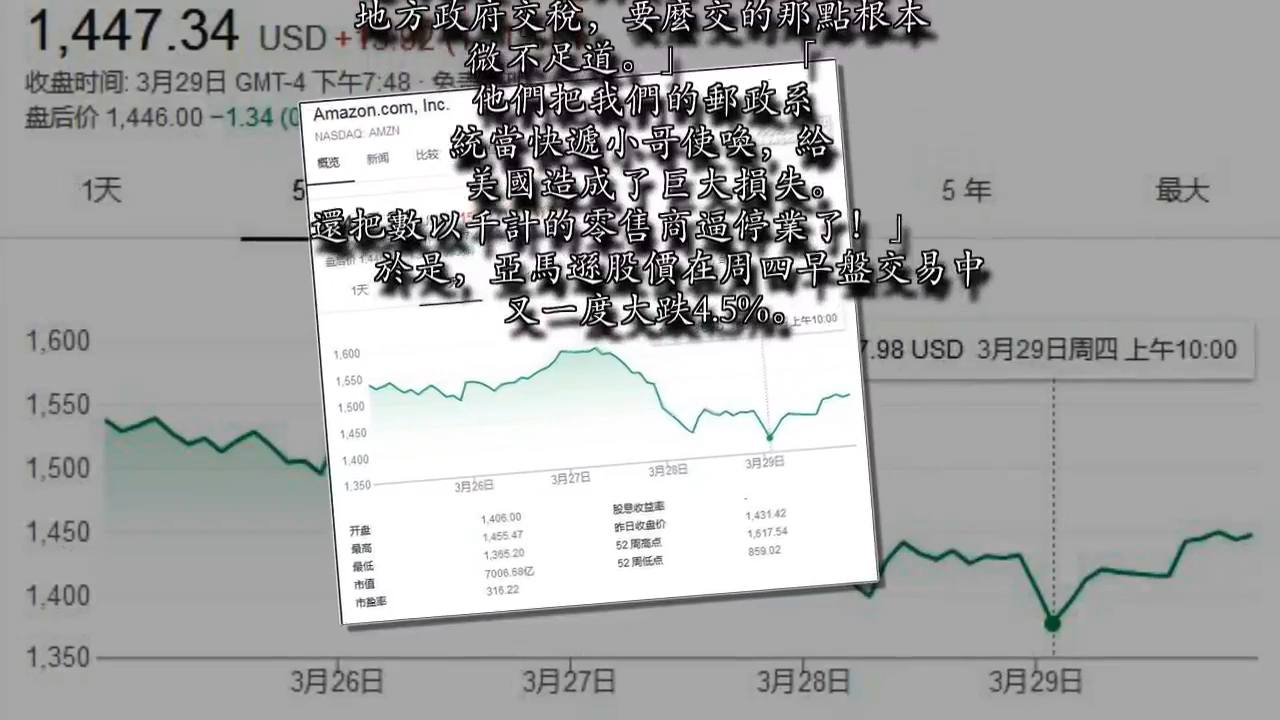 地方政府交稅，要麼交的那點根本
微不足道。」 「
他們把我們的郵政系
統當快遞小哥使喚，給
美國造成了巨大損失。
還把數以千計的零售商逼停業了！」
於是，亞馬遜股價在周四早盤交易中
又一度大跌4.5%。
1,447.34 USD
收盘时间: 3月29日 GMT-4 下午7:48 ·
盘后价 1,446.00 −1.34
1天
5 年 最大
1,600
1,550
1,500
1,450
1,400
1,350
7.98 USD 3月29日周四 上午10:00
3月26日 3月27日 3月28日 3月29日
Amazon.com, Inc.
NASDAQ: AMZN
概览 新闻 比较
1天
上午10:00
1,600
1,550
1,500
1,450
1,400
1,350
3月26日 3月27日 3月28日 3月29日
开盘 1,406.00 股息收益率 -
最高 1,455.47 昨日收盘价 1,431.42
最低 1,365.20 52 周高点 1,617.54
市值 7006.68亿 52 周低点 859.02
市盈率 316.22